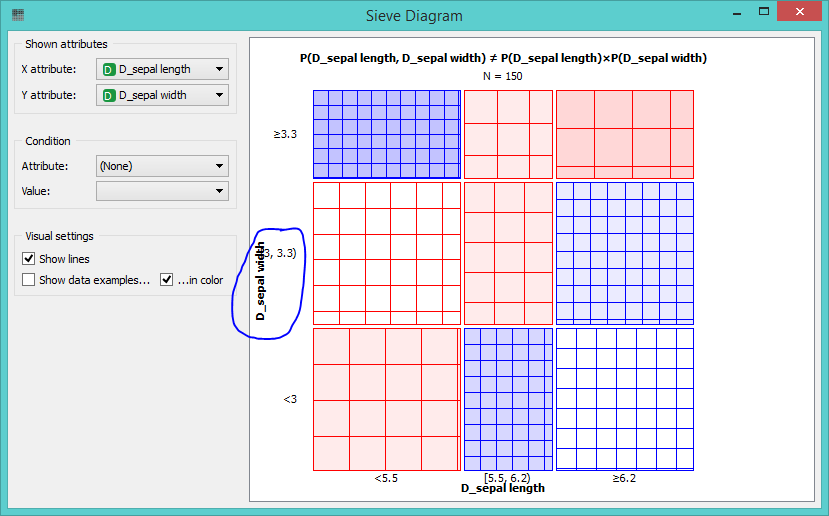 Sieve Diagram
Shown attributes
X attribute: D D_sepal length
Y attribute: D D_sepal width
Condition
Attribute: (None)
Value:
Visual settings
Show lines
Show data examples... ...in color
P(D_sepal length, D_sepal width) ≠ P(D_sepal length)×P(D_sepal width)
N = 150
≥3.3
3, 3.3)
D_sepal width
<3
<5.5 [5.5, 6.2) ≥6.2
D_sepal length